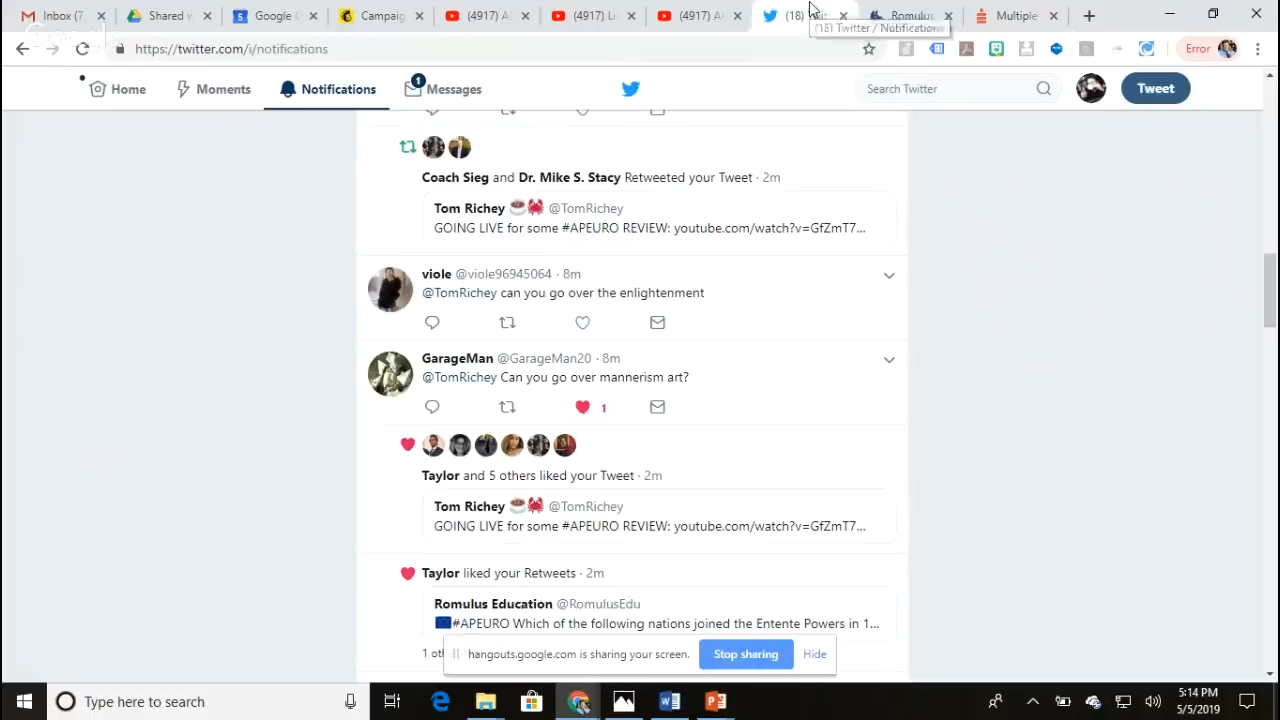 Inbox (7,
Shared w
Google C
Campaig
(4917) A
(4917) Li
(4917)
(18) Twitt
Romulus
Multiple
(18) Twitter / Notifications
https://twitter.com/i/notifications
Error
Home
Moments
Notifications
1
Messages
Search Twitter
Tweet
Coach Sieg and Dr. Mike S. Stacy Retweeted your Tweet · 2m
Tom Richey @TomRichey
GOING LIVE for some #APEURO REVIEW: youtube.com/watch?v=GfZmT7...
viole @viole96945064 · 8m
@TomRichey can you go over the enlightenment
GarageMan @GarageMan20 · 8m
@TomRichey Can you go over mannerism art?
1
Taylor and 5 others liked your Tweet · 2m
Tom Richey @TomRichey
GOING LIVE for some #APEURO REVIEW: youtube.com/watch?v=GfZmT7...
Taylor liked your Retweets · 2m
Romulus Education @RomulusEdu
#APEURO Which of the following nations joined the Entente Powers in 1...
1 oth
hangouts.google.com is sharing your screen.
Stop sharing
Hide
Type here to search
5:14 PM
5/5/2019